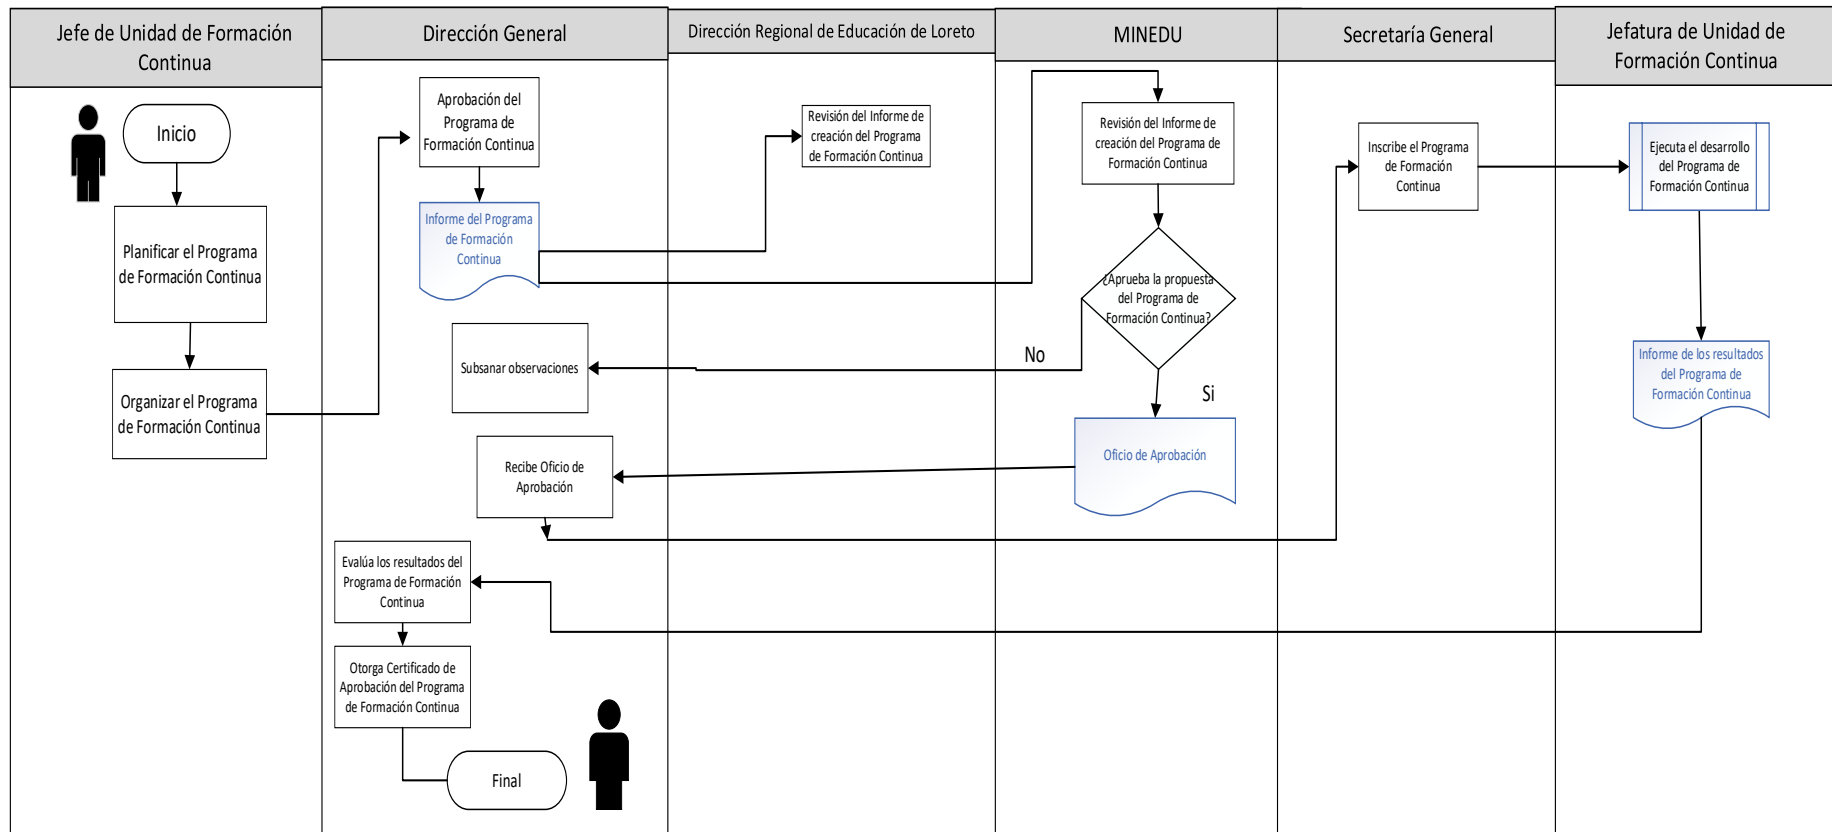 Jefe de Unidad de Formación
Continua
Dirección General
Dirección Regional de Educación de Loreto
MINEDU
Secretaría General
Jefatura de Unidad de
Formación Continua
Inicio
Planificar el Programa
de Formación Continua
Organizar el Programa
de Formación Continua
Aprobación del
Programa de
Formación Continua
Informe del Programa
de Formación
Continua
Subsanar observaciones
Recibe Oficio de
Aprobación
Evalúa los resultados del
Programa de Formación
Continua
Otorga Certificado de
Aprobación del Programa
de Formación Continua
Final
Revisión del Informe de
creación del Programa
de Formación Continua
Revisión del Informe de
creación del Programa de
Formación Continua
¿Aprueba la propuesta
del Programa de
Formación Continua?
No
Si
Oficio de Aprobación
Inscribe el Programa
de Formación
Continua
Ejecuta el desarrollo
del Programa de
Formación Continua
Informe de los resultados
del Programa de
Formación Continua